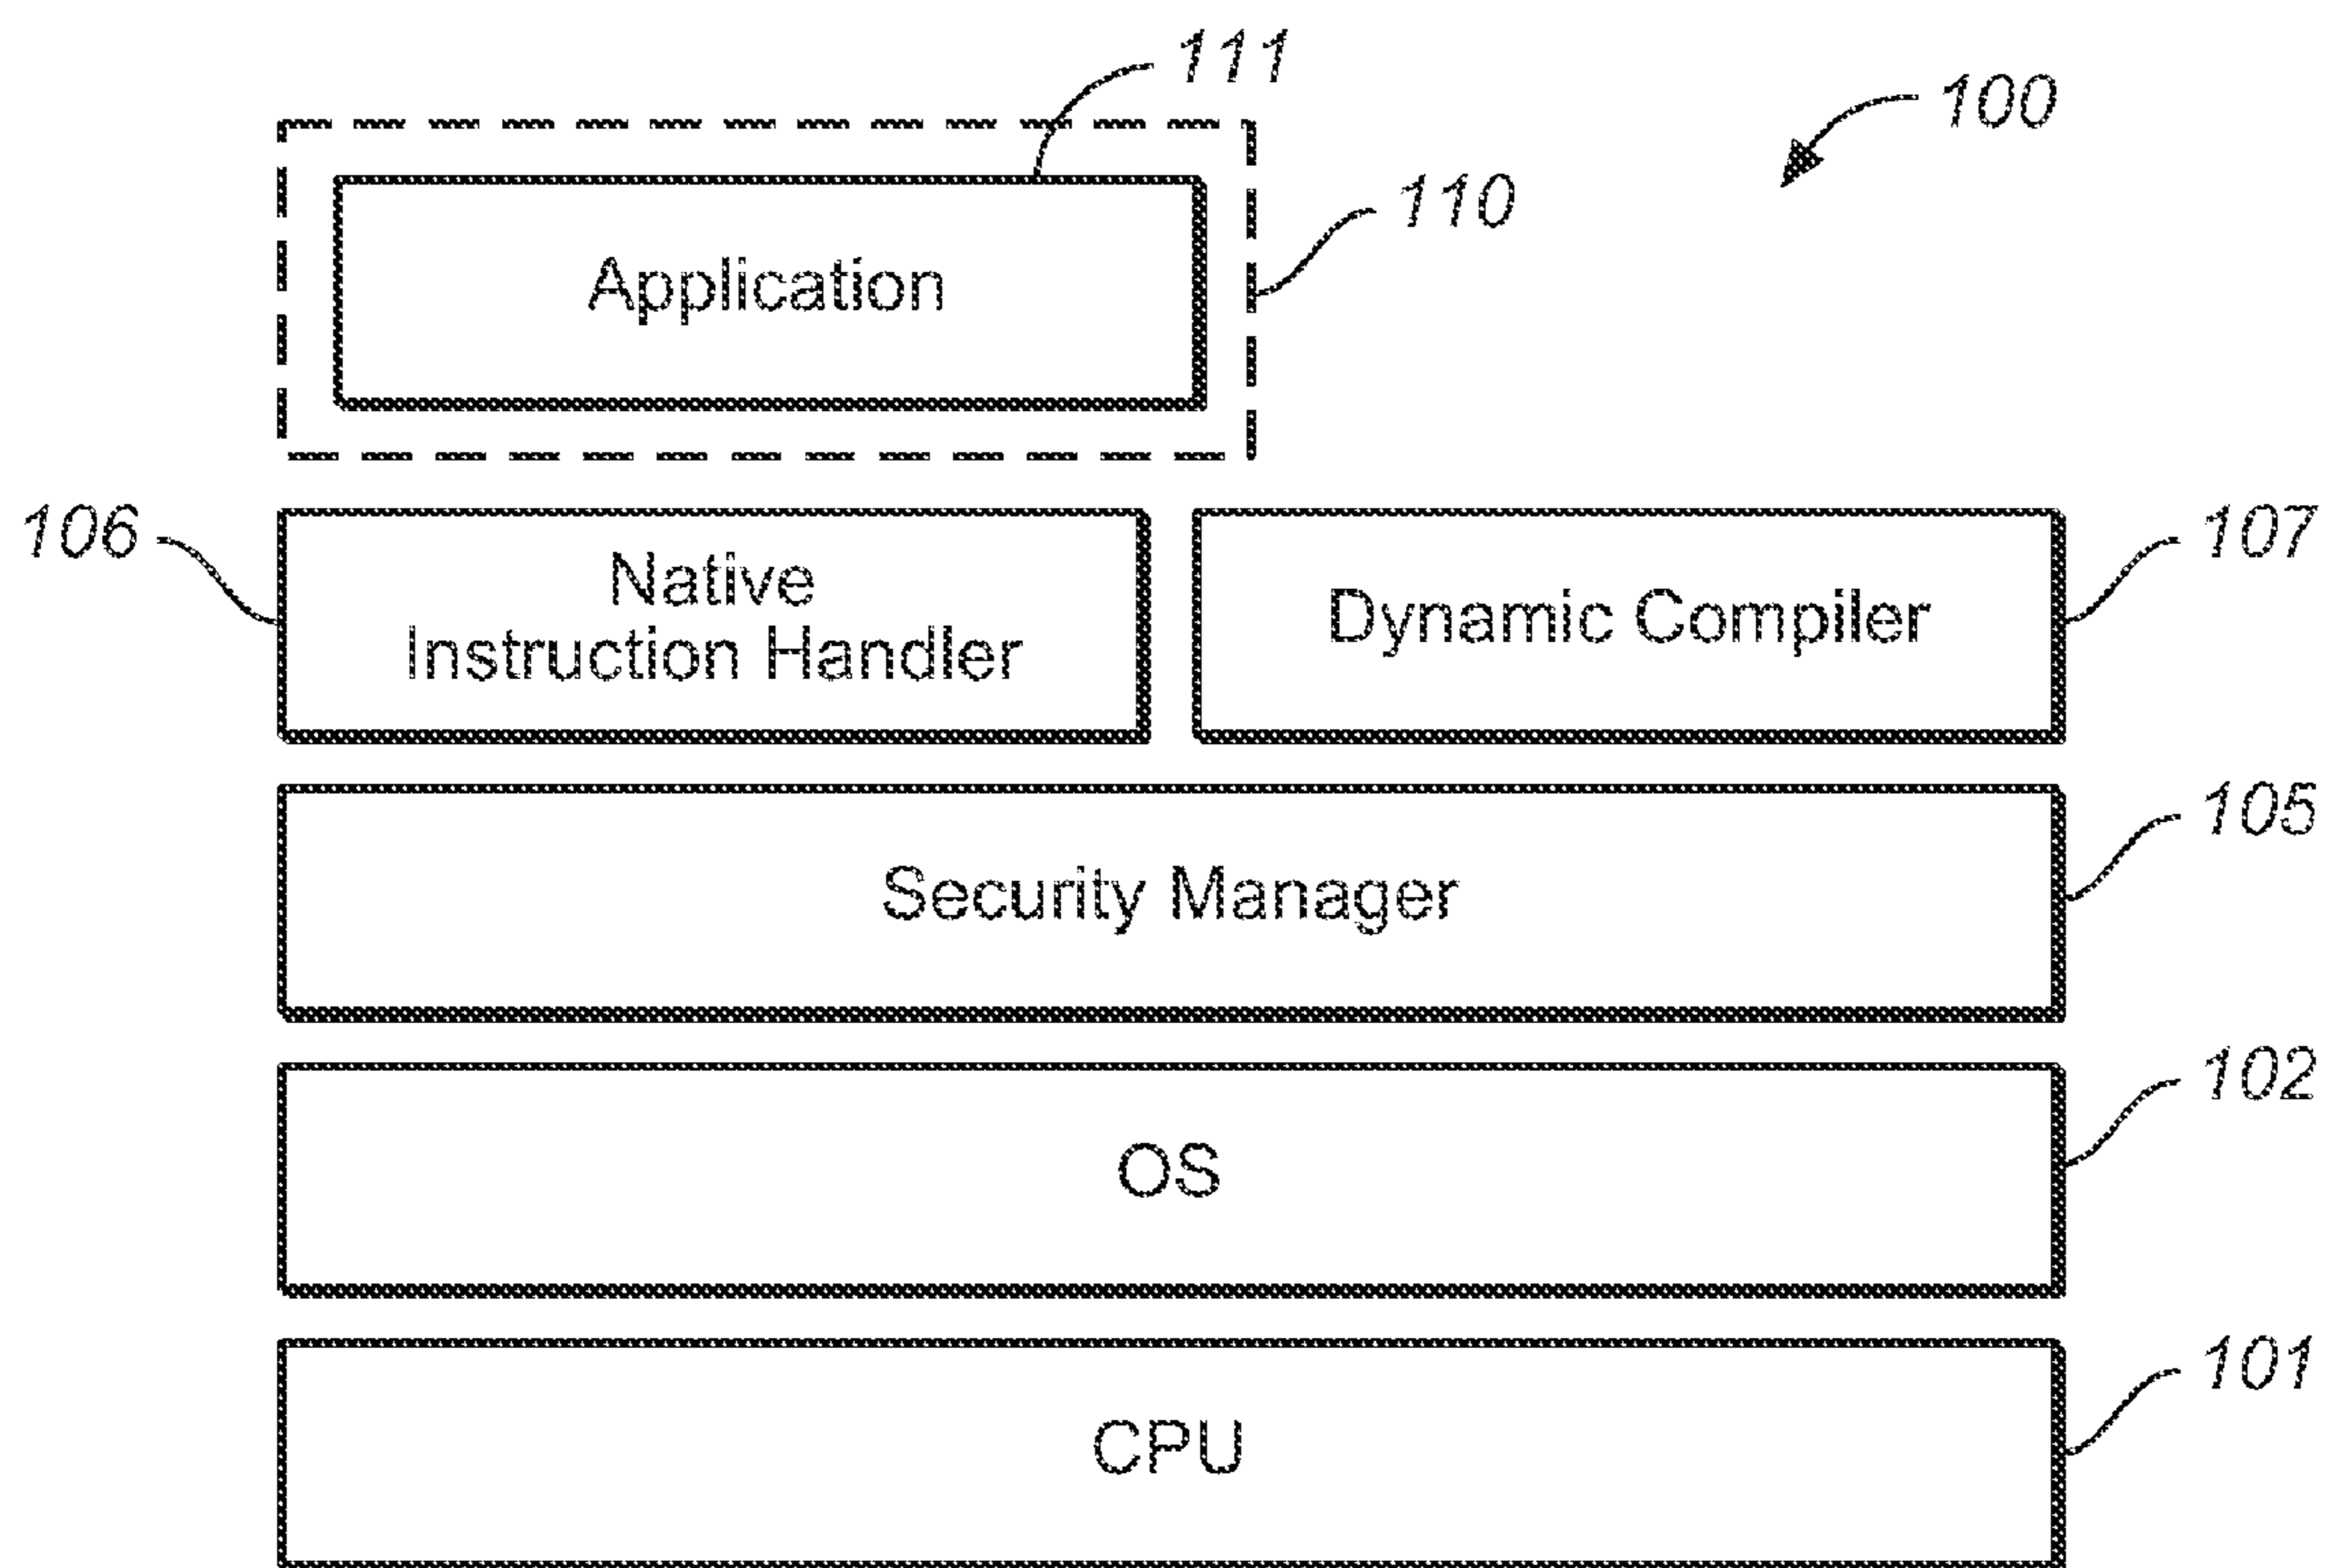 111
100
110
Application
106
Native
Instruction Handler
Dynamic Compiler
107
Security Manager
105
OS
102
CPU
101